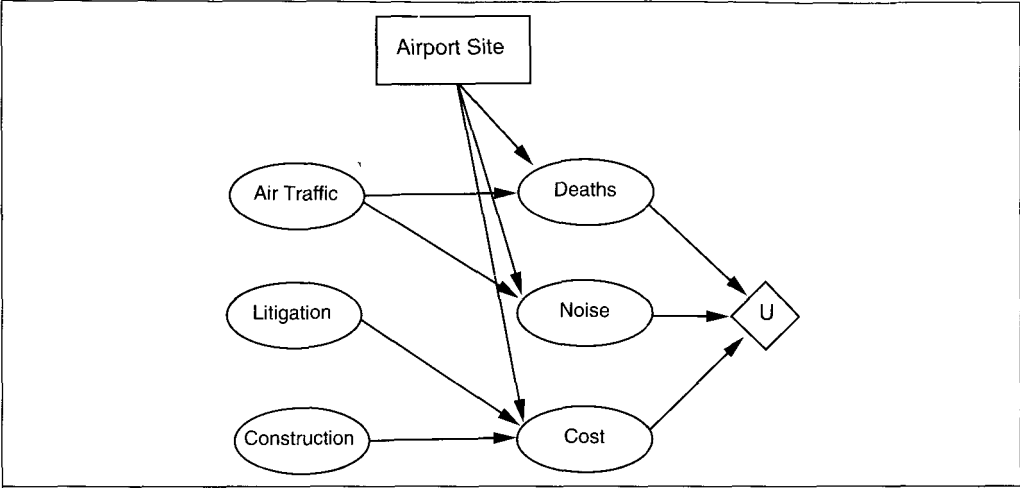 Airport Site
Air Traffic
Deaths
Litigation
Noise
U
Construction
Cost